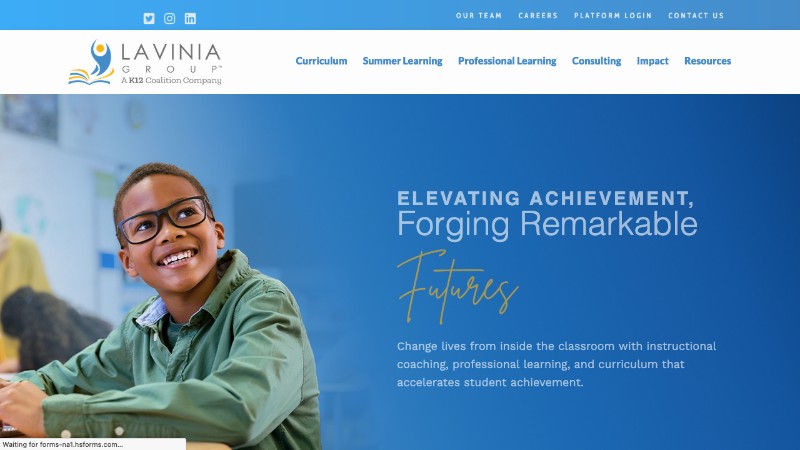 OUR TEAM CAREERS PLATFORM LOGIN CONTACT US
LAVINIA
GROUP™
A K12 Coalition Company
Curriculum Summer Learning Professional Learning Consulting Impact Resources
ELEVATING ACHIEVEMENT,
Forging Remarkable
Futures
Change lives from inside the classroom with instructional
coaching, professional learning, and curriculum that
accelerates student achievement.
Waiting for forms-na1.hsforms.com...